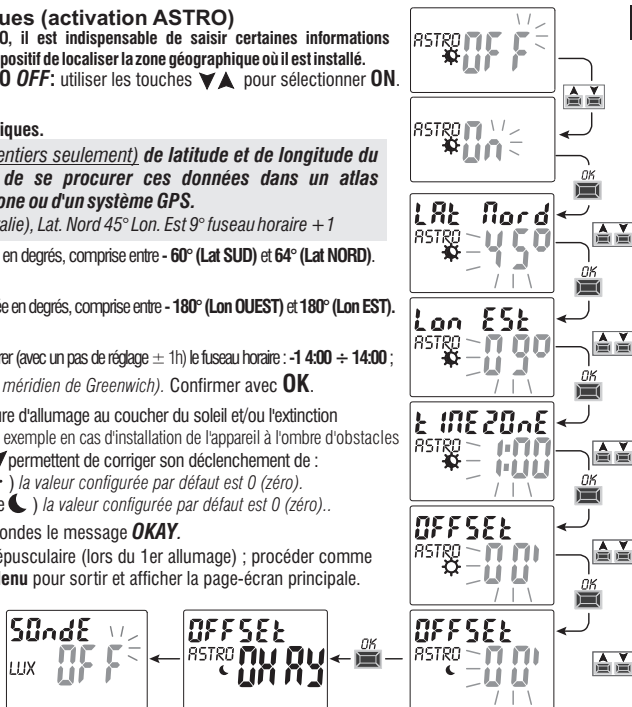 ques (activation ASTRO)
O, il est indispensable de saisir certaines informations
positif de localiser la zone géographique où il est installé.
O OFF: utiliser les touches ▼▲ pour sélectionner ON.
iques.
entiers seulement) de latitude et de longitude du
de se procurer ces données dans un atlas
one ou d'un système GPS.
alie), Lat. Nord 45° Lon. Est 9° fuseau horaire +1
en degrés, comprise entre - 60° (Lat SUD) et 64° (Lat NORD).
ée en degrés, comprise entre - 180° (Lon OUEST) et 180° (Lon EST).
rer (avec un pas de réglage ± 1h) le fuseau horaire : -1 4:00 ÷ 14:00 ;
méridien de Greenwich). Confirmer avec OK.
ure d'allumage au coucher du soleil et/ou l'extinction
exemple en cas d'installation de l'appareil à l'ombre d'obstacles
permettent de corriger son déclenchement de :
) la valeur configurée par défaut est 0 (zéro).
e ) la valeur configurée par défaut est 0 (zéro)..
ondes le message OKAY.
épusculaire (lors du 1er allumage) ; procéder comme
lenu pour sortir et afficher la page-écran principale.
ASTRO OFF
ASTRO On
OK
LAt Nord
ASTRO 45°
OK
Lon ESt
ASTRO 09°
OK
tIMEZOnE
ASTRO 1:00
OK
OFFSEt
ASTRO 00'
OK
OFFSEt
ASTRO 00'
OK
OFFSEt
ASTRO OKAY
SOndE
LUX OFF